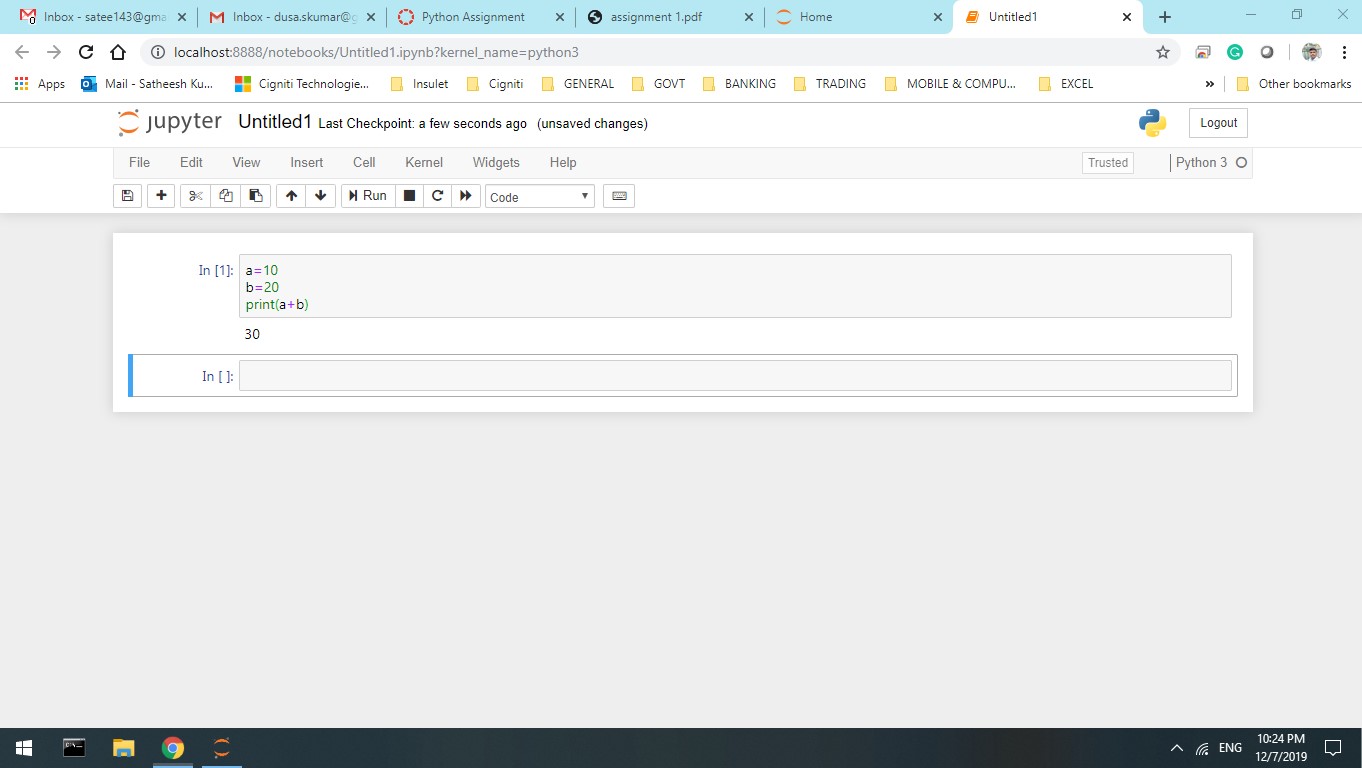 Inbox - satee143@gma
Inbox - dusa.skumar@g
Python Assignment
assignment 1.pdf
Home
Untitled1
localhost:8888/notebooks/Untitled1.ipynb?kernel_name=python3
Apps
Mail - Satheesh Ku...
Cigniti Technologie...
Insulet
Cigniti
GENERAL
GOVT
BANKING
TRADING
MOBILE & COMPU...
EXCEL
»
Other bookmarks
jupyter Untitled1 Last Checkpoint: a few seconds ago (unsaved changes)
Logout
File Edit View Insert Cell Kernel Widgets Help
Trusted
Python 3
Run
Code
In [1]:
a=10
b=20
print(a+b)
30
In [ ]:
ENG
10:24 PM
12/7/2019